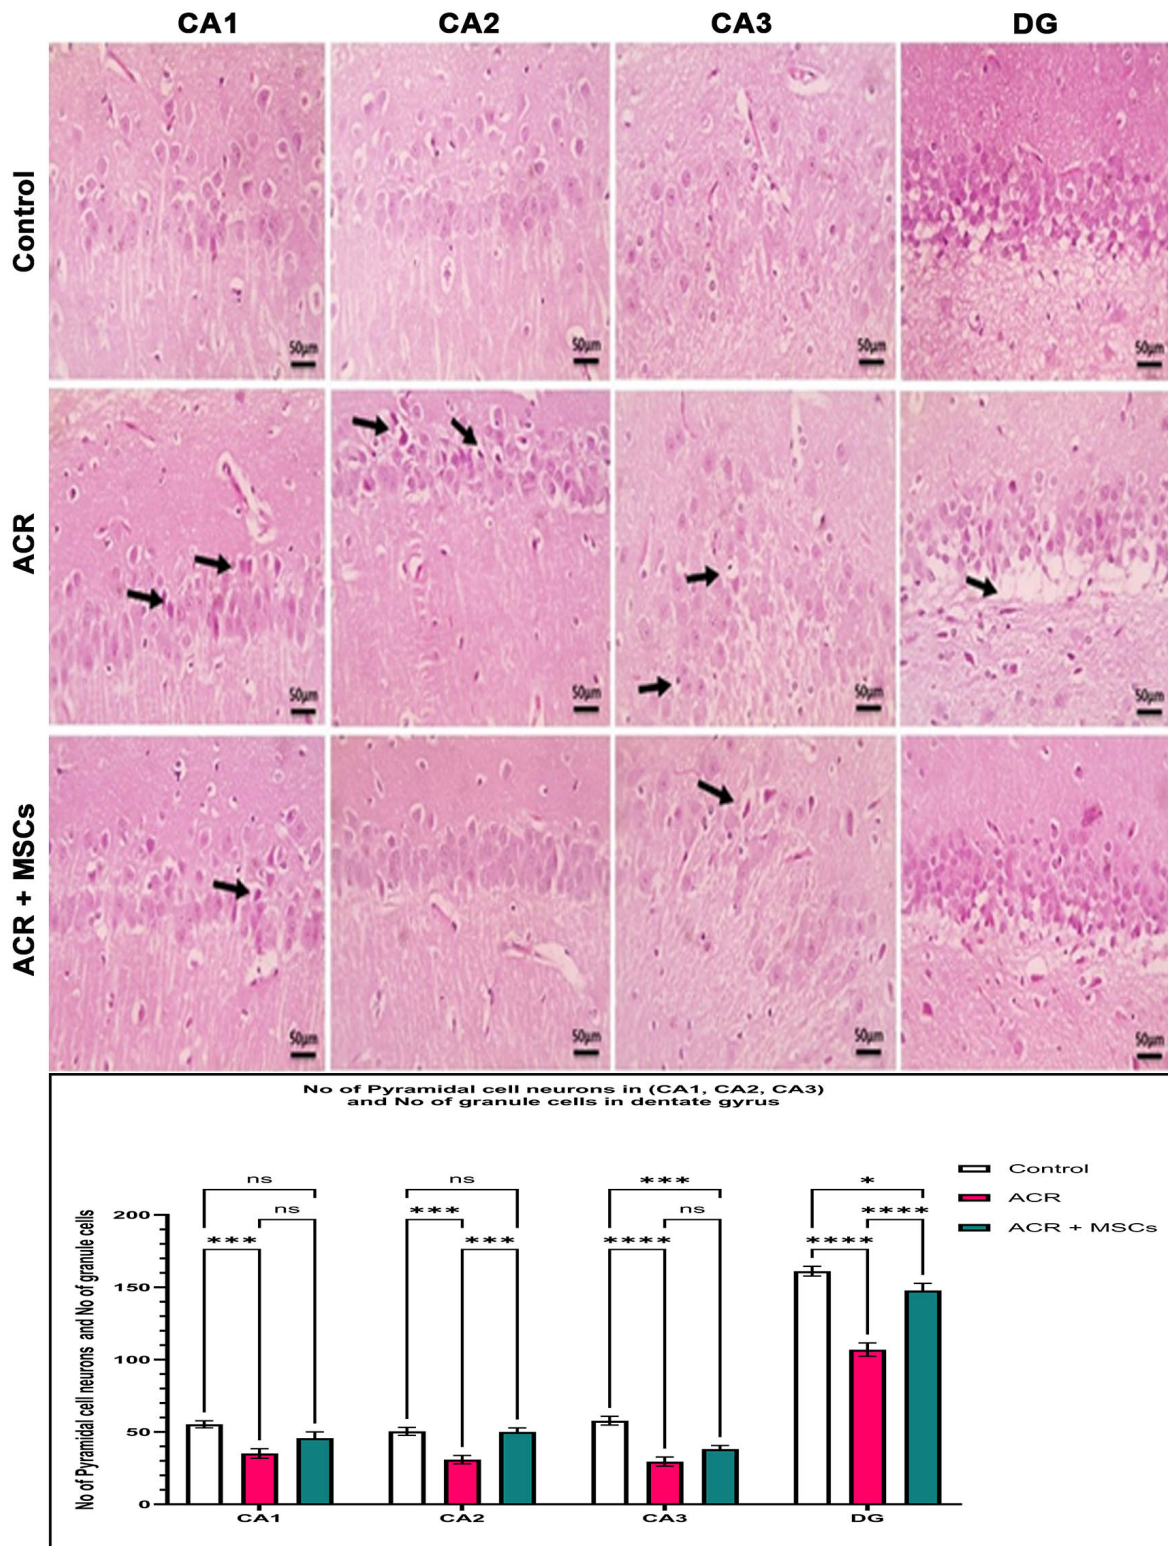 CA1 CA2 CA3 DG
Control
50µm 50µm 50µm 50µm
ACR
50µm 50µm 50µm 50µm
ACR + MSCs
50µm 50µm 50µm 50µm
No of Pyramidal cell neurons in (CA1, CA2, CA3)
and No of granule cells in dentate gyrus
No of Pyramidal cell neurons and No of granule cells
200
150
100
50
0
ns
ns
***
ns
***
***
***
ns
****
*
****
****
Control
ACR
ACR + MSCs
CA1 CA2 CA3 DG